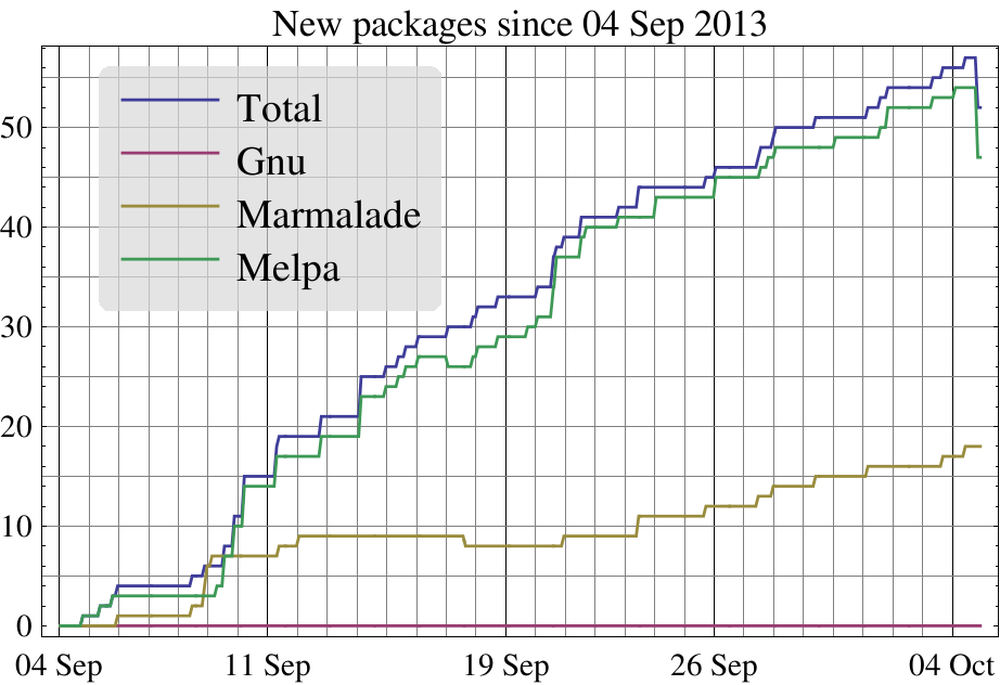 New packages since 04 Sep 2013
Total
Gnu
Marmalade
Melpa
50
40
30
20
10
0
04 Sep 11 Sep 19 Sep 26 Sep 04 Oct